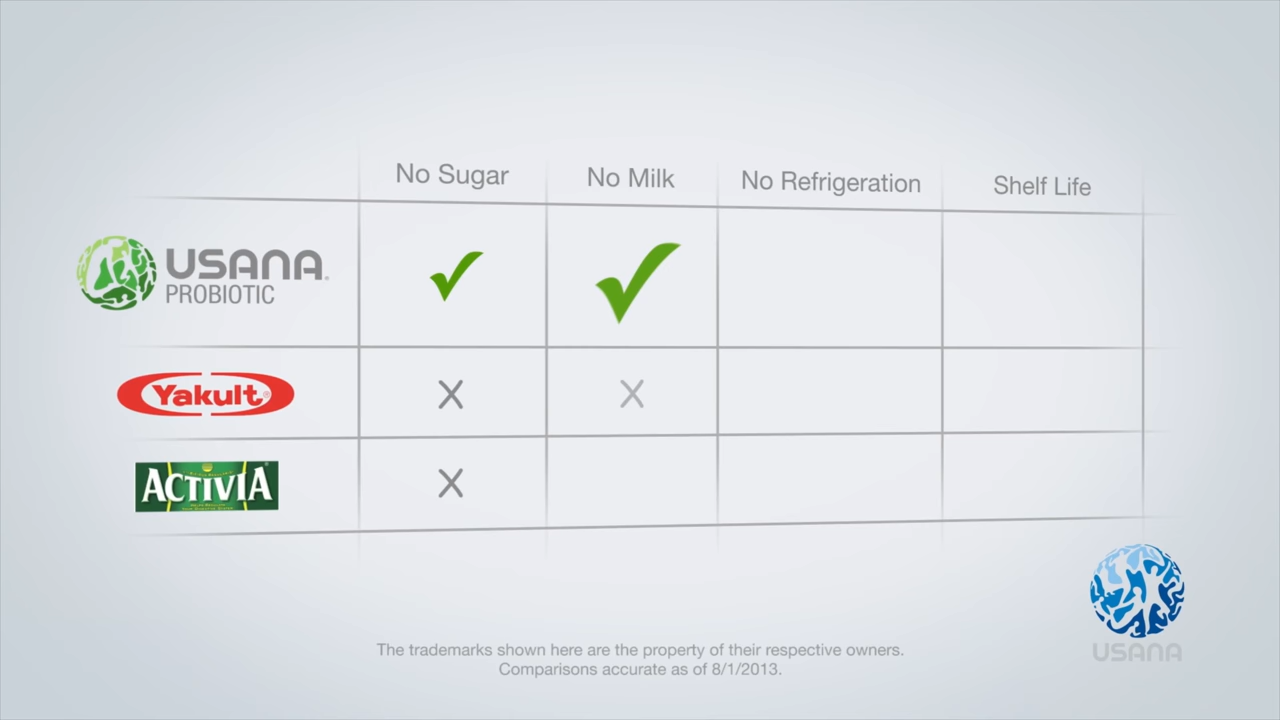 No Sugar
No Milk
No Refrigeration
Shelf Life
USANA
PROBIOTIC
Yakult®
ACTIVIA
The trademarks shown here are the property of their respective owners.
Comparisons accurate as of 8/1/2013.
USANA